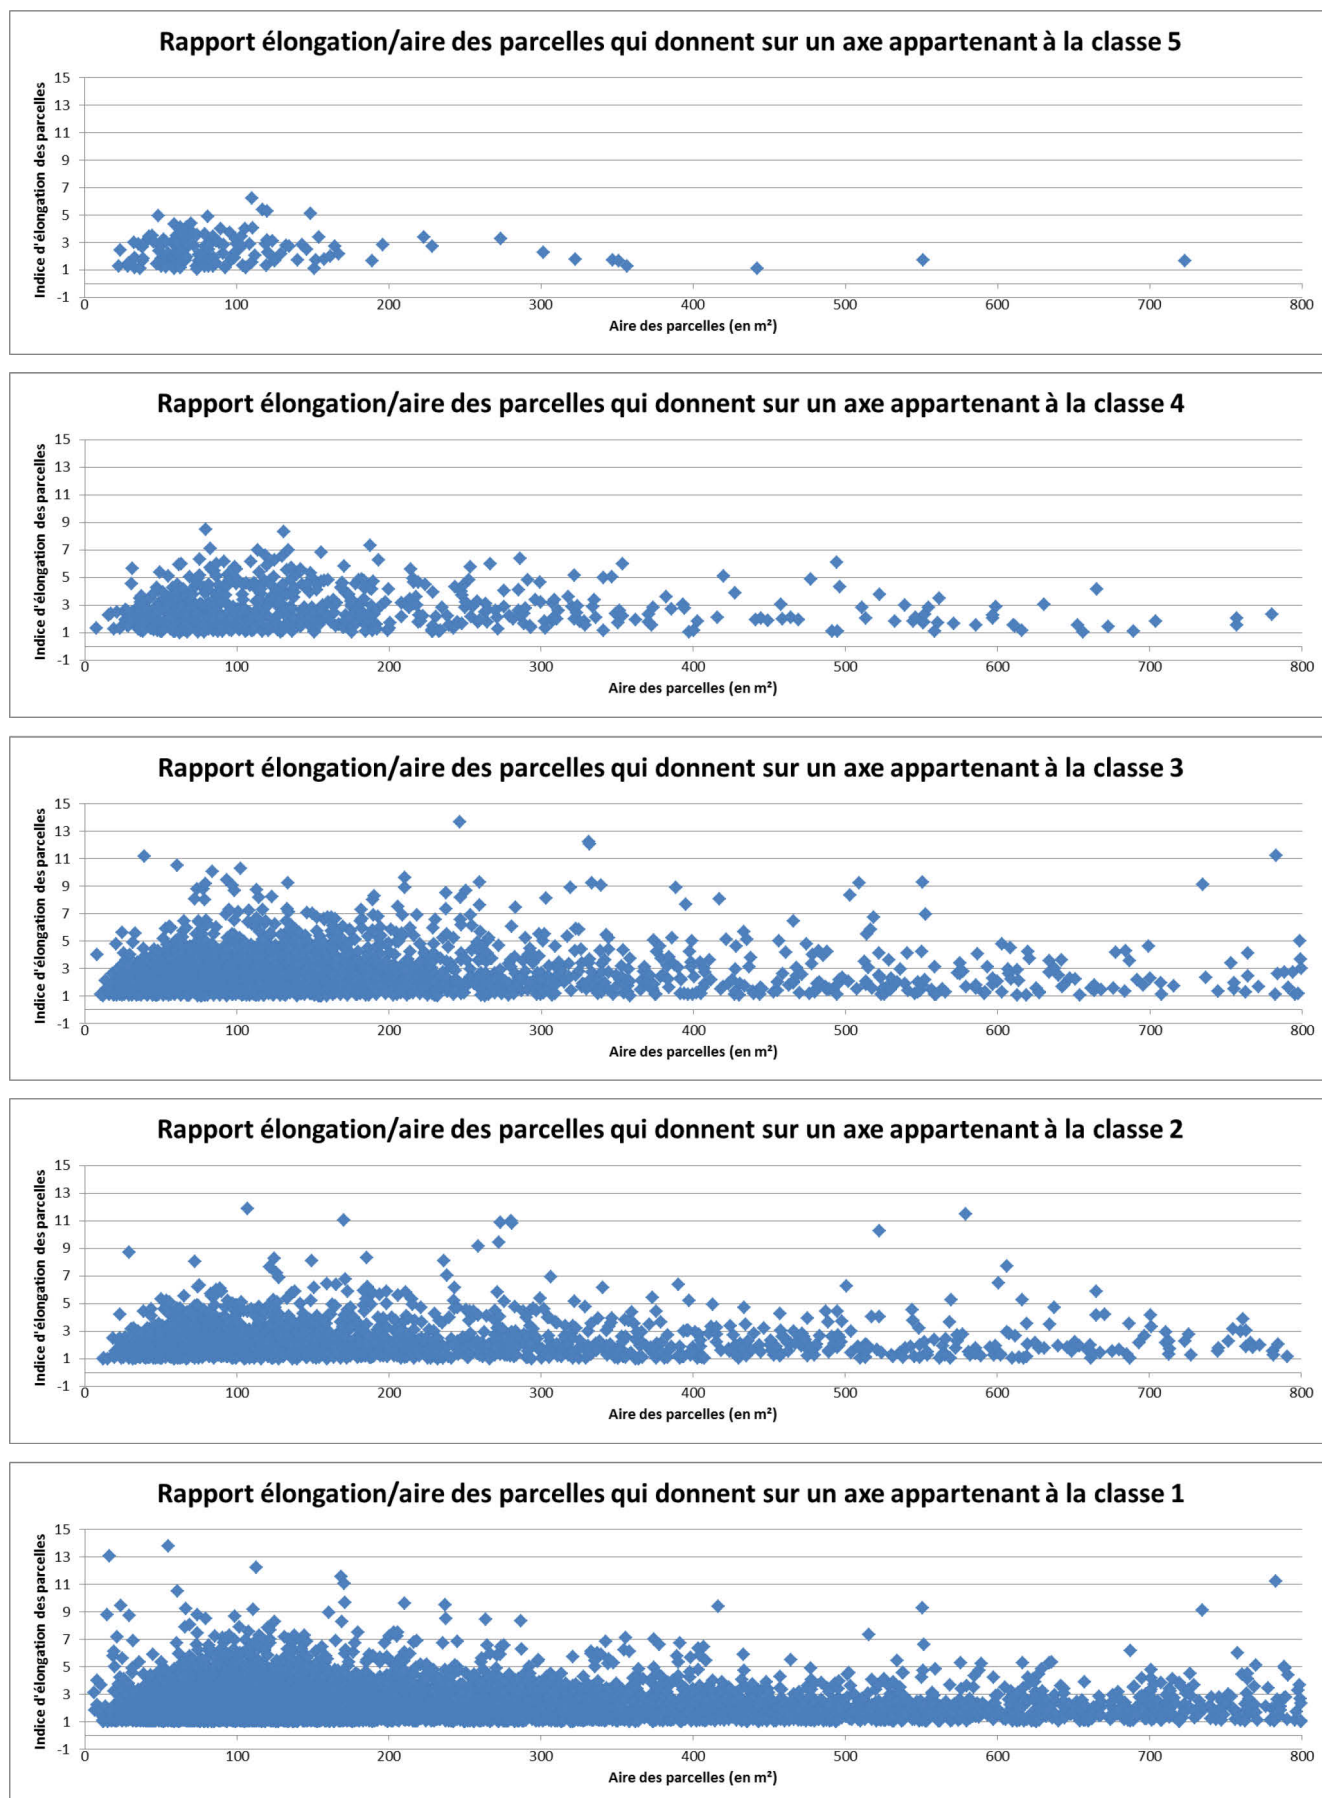 Rapport élongation/aire des parcelles qui donnent sur un axe appartenant à la classe 5
Indice d'élongation des parcelles
15
13
11
9
7
5
3
1
-1
0 100 200 300 400 500 600 700 800
Aire des parcelles (en m²)
Rapport élongation/aire des parcelles qui donnent sur un axe appartenant à la classe 4
Indice d'élongation des parcelles
15
13
11
9
7
5
3
1
-1
0 100 200 300 400 500 600 700 800
Aire des parcelles (en m²)
Rapport élongation/aire des parcelles qui donnent sur un axe appartenant à la classe 3
Indice d'élongation des parcelles
15
13
11
9
7
5
3
1
-1
0 100 200 300 400 500 600 700 800
Aire des parcelles (en m²)
Rapport élongation/aire des parcelles qui donnent sur un axe appartenant à la classe 2
Indice d'élongation des parcelles
15
13
11
9
7
5
3
1
-1
0 100 200 300 400 500 600 700 800
Aire des parcelles (en m²)
Rapport élongation/aire des parcelles qui donnent sur un axe appartenant à la classe 1
Indice d'élongation des parcelles
15
13
11
9
7
5
3
1
-1
0 100 200 300 400 500 600 700 800
Aire des parcelles (en m²)